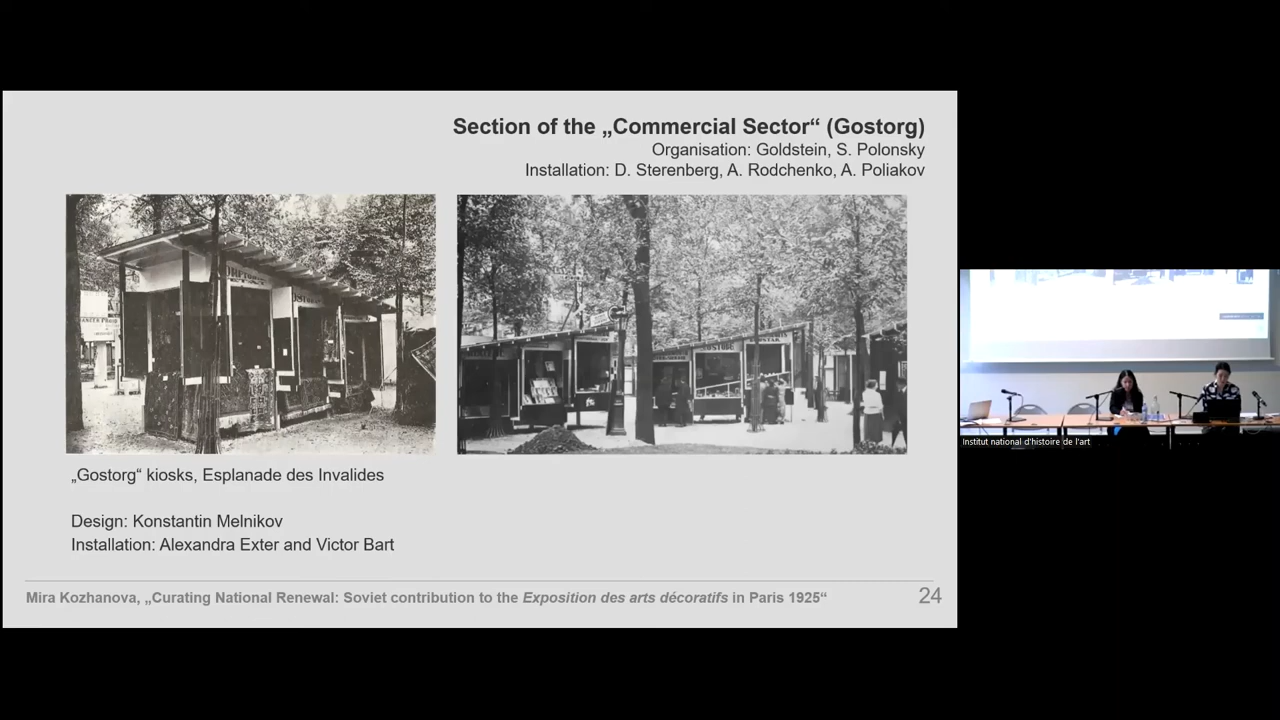 Section of the „Commercial Sector“ (Gostorg)
Organisation: Goldstein, S. Polonsky
Installation: D. Sterenberg, A. Rodchenko, A. Poliakov
„Gostorg“ kiosks, Esplanade des Invalides
Design: Konstantin Melnikov
Installation: Alexandra Exter and Victor Bart
Mira Kozhanova, „Curating National Renewal: Soviet contribution to the Exposition des arts décoratifs in Paris 1925“
24
Institut national d'histoire de l'art